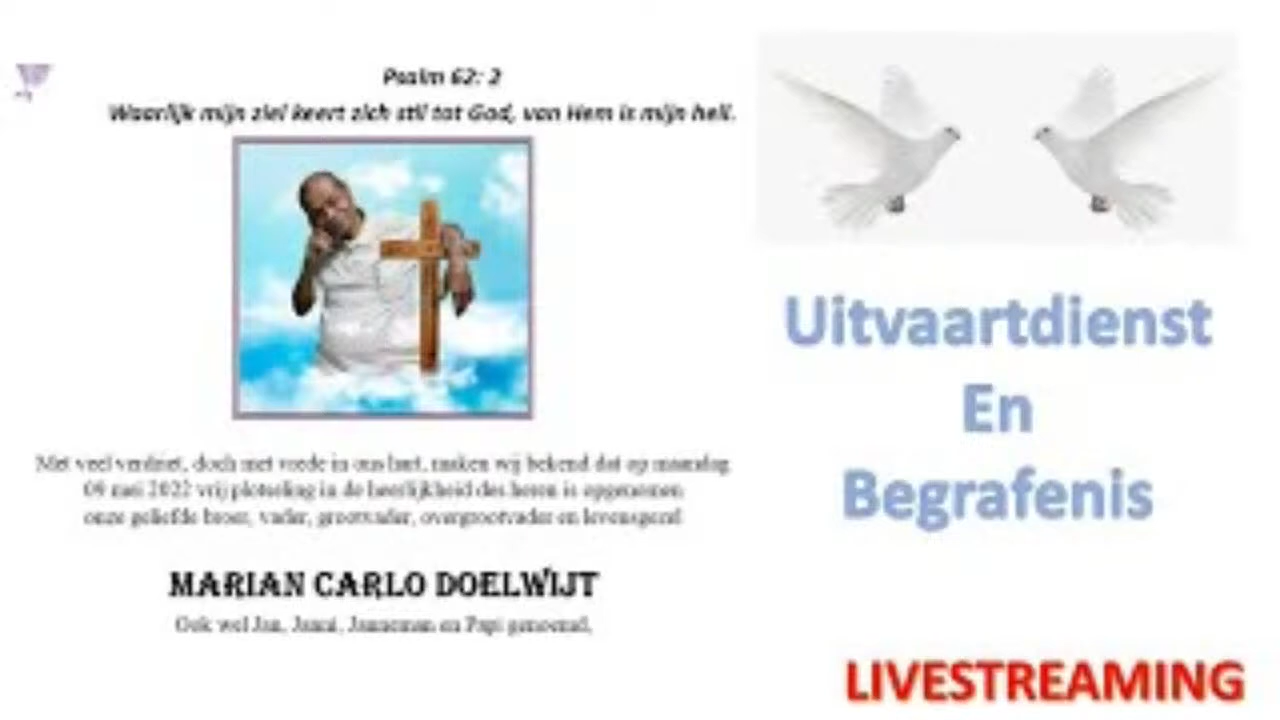 Psalm 62: 2
Waarlijk mijn ziel keert zich stil tot God, van Hem is mijn heil.
Met veel verdriet, doch met vrede in ons hart, maken wij bekend dat op maandag
09 mei 2022 vrij plotseling in de heerlijkheid des heren is opgenomen
onze geliefde broer, vader, grootvader, overgrootvader en levensgezel
MARIAN CARLO DOELWIJT
Ook wel Jan, Janni, Janneman en Papi genoemd,
Uitvaartdienst
En
Begrafenis
LIVESTREAMING